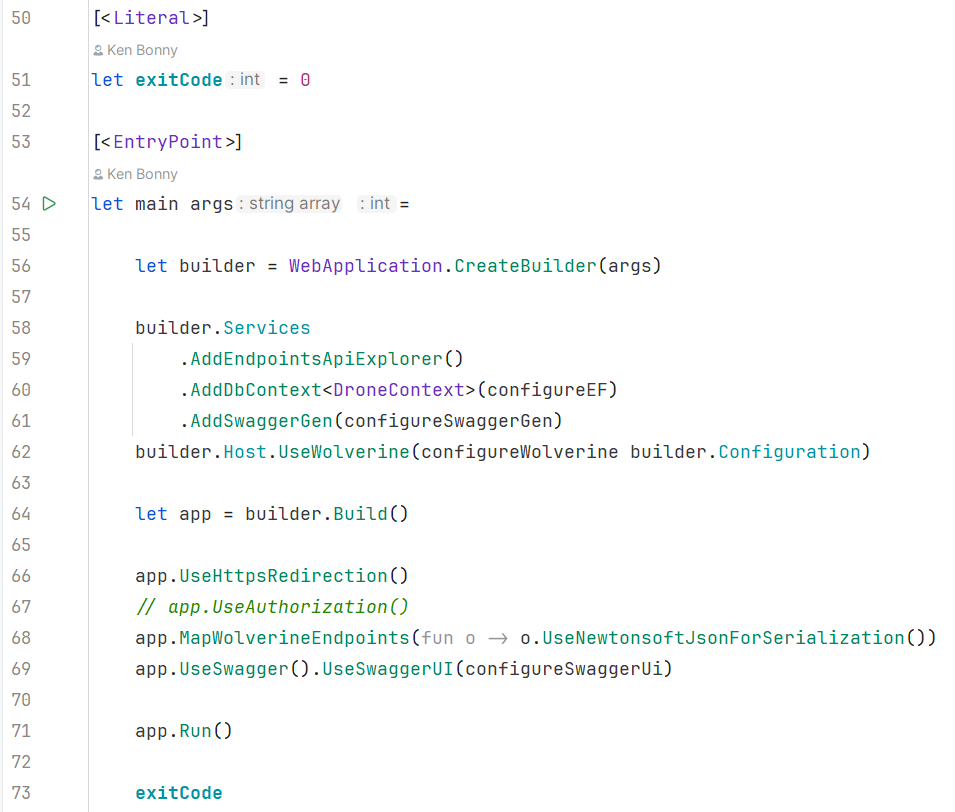 50 [<Literal>]
Ken Bonny
51 let exitCode : int = 0
52
53 [<EntryPoint>]
Ken Bonny
54 let main args : string array : int =
55
56     let builder = WebApplication.CreateBuilder(args)
57
58     builder.Services
59         .AddEndpointsApiExplorer()
60         .AddDbContext<DroneContext>(configureEF)
61         .AddSwaggerGen(configureSwaggerGen)
62     builder.Host.UseWolverine(configureWolverine builder.Configuration)
63
64     let app = builder.Build()
65
66     app.UseHttpsRedirection()
67     // app.UseAuthorization()
68     app.MapWolverineEndpoints(fun o -> o.UseNewtonsoftJsonForSerialization())
69     app.UseSwagger().UseSwaggerUI(configureSwaggerUi)
70
71     app.Run()
72
73     exitCode